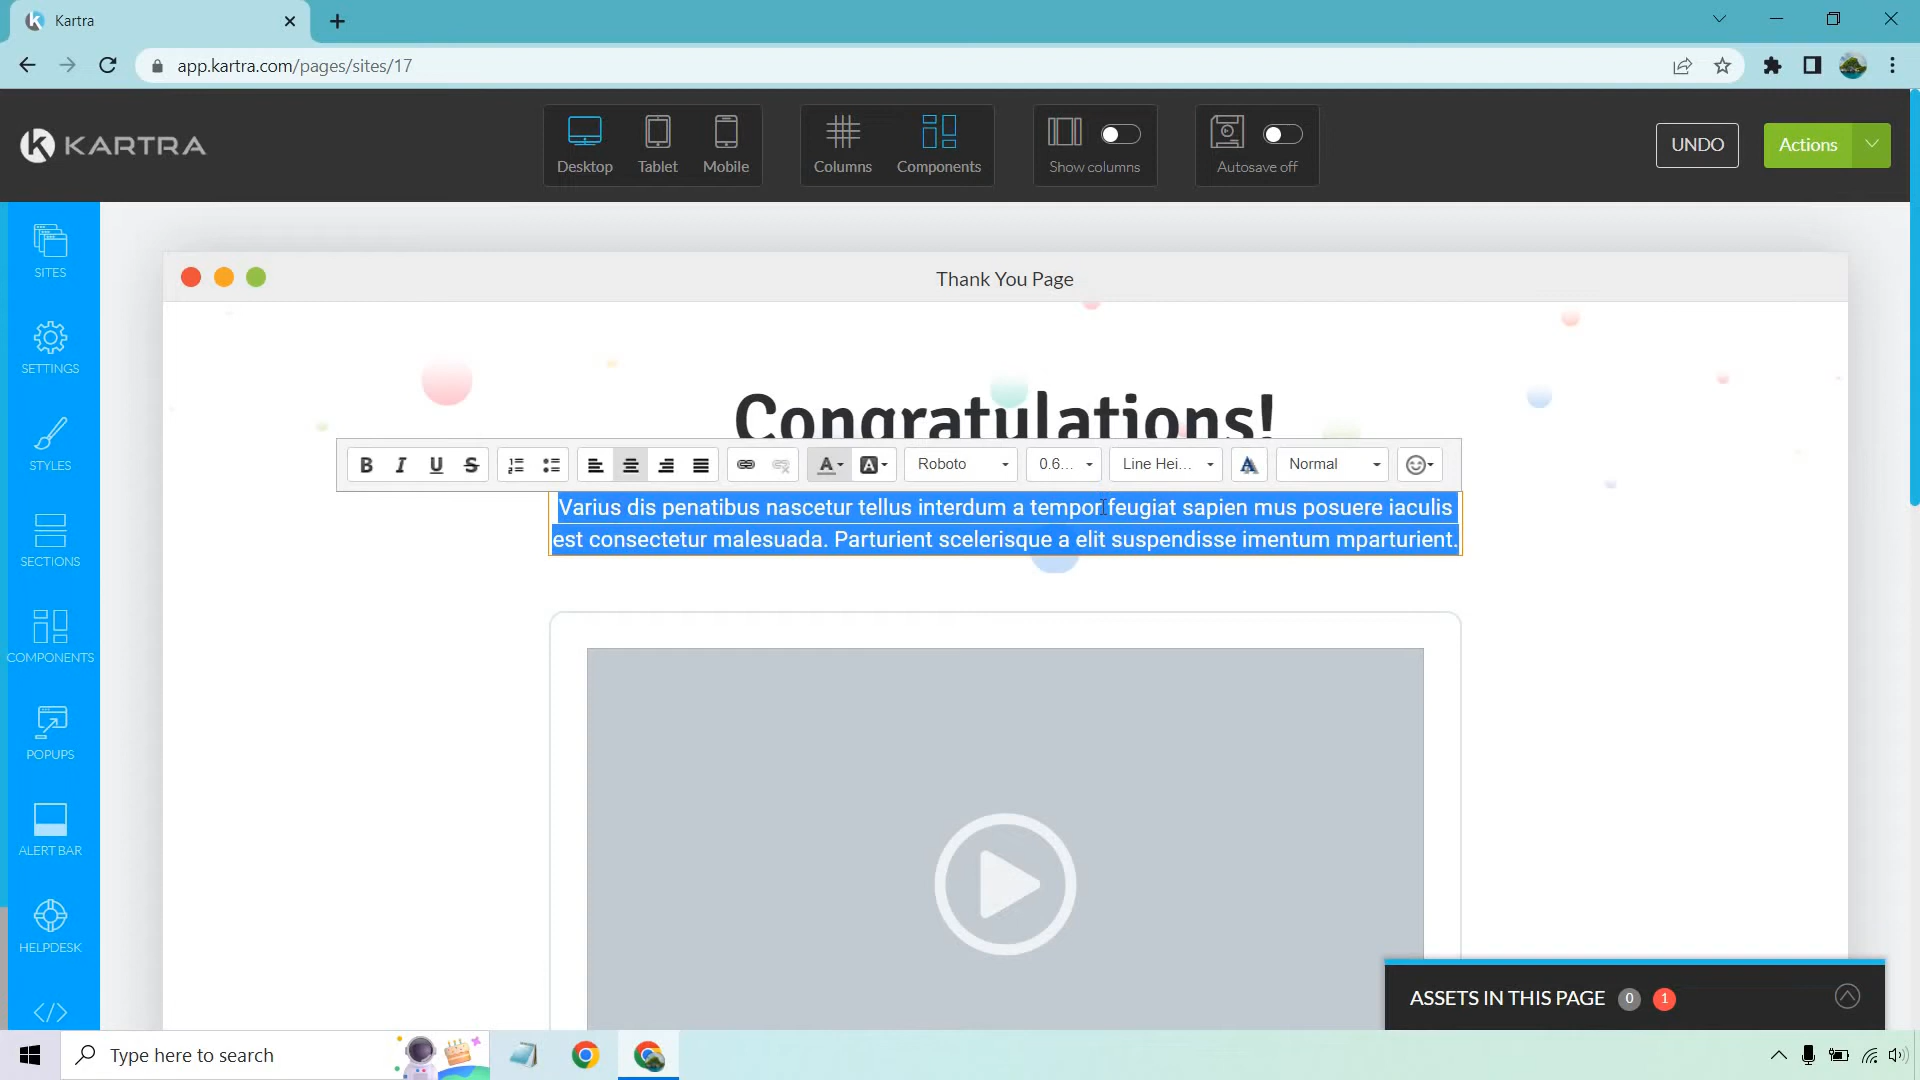 Kartra
app.kartra.com/pages/sites/17
KARTRA
Desktop
Tablet
Mobile
Columns
Components
Show columns
Autosave off
UNDO
Actions
SITES
SETTINGS
STYLES
SECTIONS
COMPONENTS
POPUPS
ALERT BAR
HELPDESK
Thank You Page
Congratulations!
B I U S
Roboto
0.6...
Line Hei...
Normal
Varius dis penatibus nascetur tellus interdum a tempor feugiat sapien mus posuere iaculis
est consectetur malesuada. Parturient scelerisque a elit suspendisse imentum mparturient.
ASSETS IN THIS PAGE 0 1
Type here to search